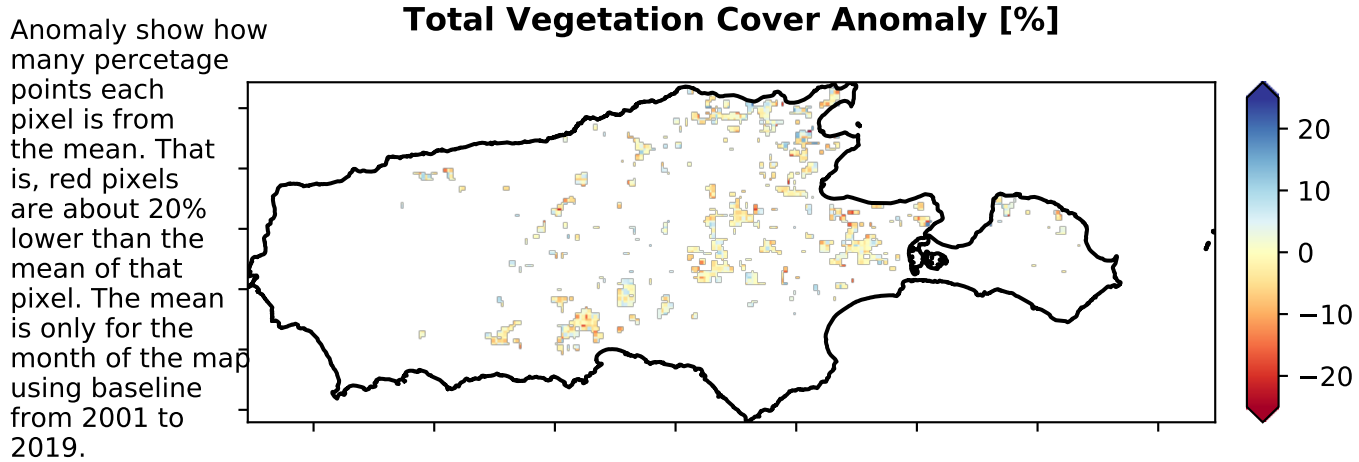 Total Vegetation Cover Anomaly [%]
Anomaly show how
many percetage
points each
pixel is from
the mean. That
is, red pixels
are about 20%
lower than the
mean of that
pixel. The mean
is only for the
month of the map
using baseline
from 2001 to
2019.
20
10
0
−10
−20